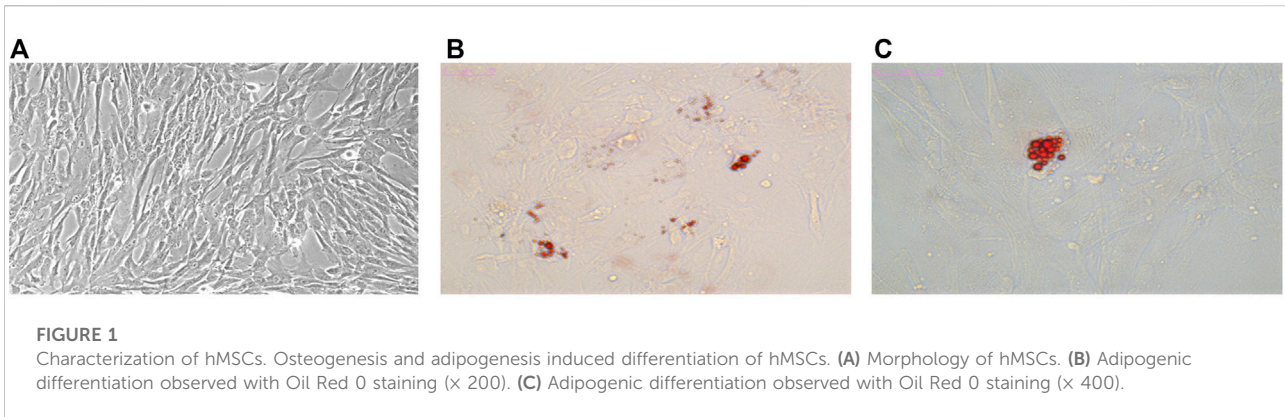 A
B
C
FIGURE 1
Characterization of hMSCs. Osteogenesis and adipogenesis induced differentiation of hMSCs. (A) Morphology of hMSCs. (B) Adipogenic
differentiation observed with Oil Red 0 staining (× 200). (C) Adipogenic differentiation observed with Oil Red 0 staining (× 400).